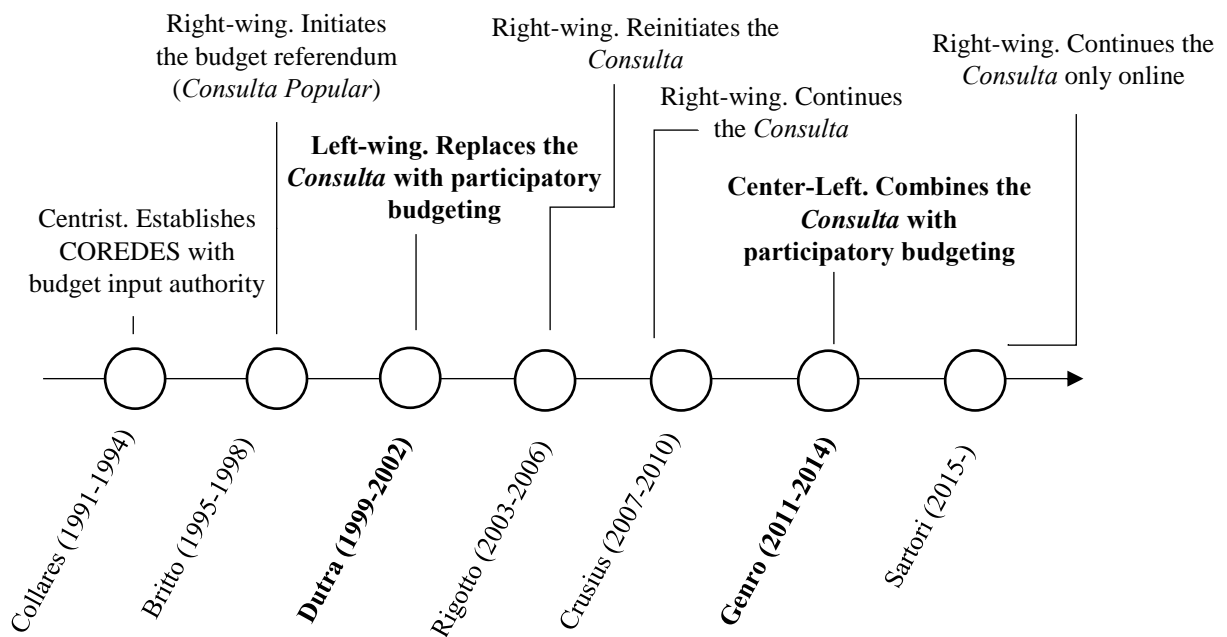 Right-wing. Initiates
the budget referendum
(Consulta Popular)
Right-wing. Reinitiates the
Consulta
Right-wing. Continues the
Consulta only online
Right-wing. Continues
the Consulta
Left-wing. Replaces the
Consulta with participatory
budgeting
Center-Left. Combines the
Consulta with
participatory budgeting
Centrist. Establishes
COREDES with
budget input authority
Collares (1991-1994)
Britto (1995-1998)
Dutra (1999-2002)
Rigotto (2003-2006)
Crusius (2007-2010)
Genro (2011-2014)
Sartori (2015-)